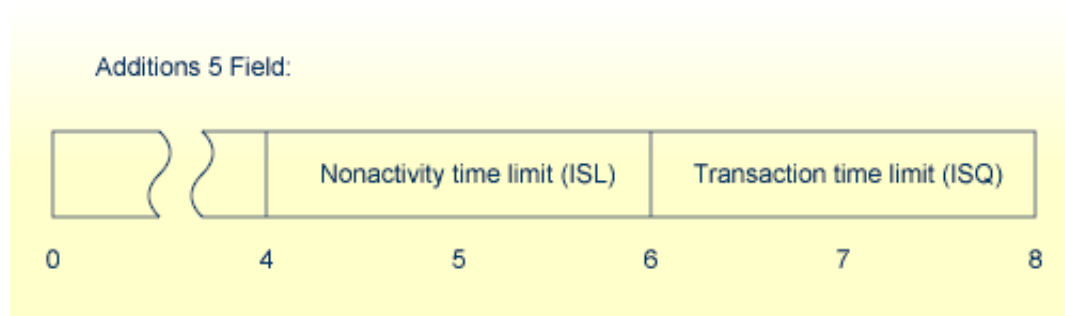 Additions 5 Field:
Nonactivity time limit (ISL) Transaction time limit (ISQ)
0 4 5 6 7 8